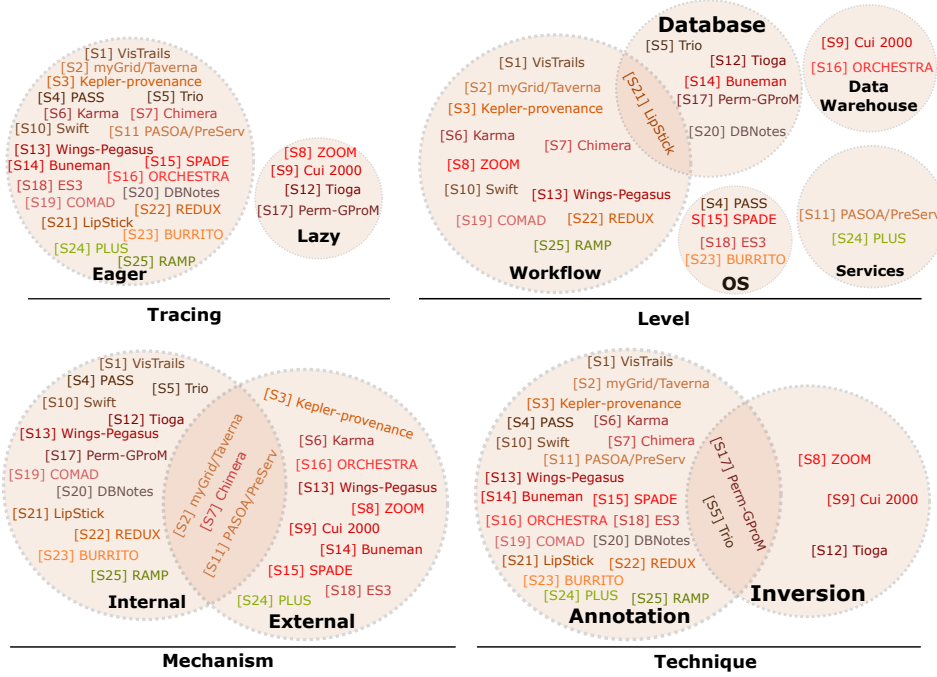 [S1] VisTrails
[S2] myGrid/Taverna
[S3] Kepler-provenance
[S4] PASS
[S5] Trio
[S6] Karma
[S7] Chimera
[S10] Swift
[S11 PASOA/PreServ
[S13] Wings-Pegasus
[S14] Buneman
[S15] SPADE
[S16] ORCHESTRA
[S18] ES3
[S20] DBNotes
[S19] COMAD
[S22] REDUX
[S21] LipStick
[S23] BURRITO
[S24] PLUS
[S25] RAMP
Eager
[S8] ZOOM
[S9] Cui 2000
[S12] Tioga
[S17] Perm-GProM
Lazy
Tracing
[S1] VisTrails
[S2] myGrid/Taverna
[S3] Kepler-provenance
[S6] Karma
[S7] Chimera
[S8] ZOOM
[S10] Swift
[S13] Wings-Pegasus
[S19] COMAD
[S22] REDUX
[S25] RAMP
Workflow
[S21] LipStick
Database
[S5] Trio
[S12] Tioga
[S14] Buneman
[S17] Perm-GProM
[S20] DBNotes
[S9] Cui 2000
[S16] ORCHESTRA
Data
Warehouse
[S4] PASS
S[15] SPADE
[S18] ES3
[S23] BURRITO
OS
[S11] PASOA/PreServ
[S24] PLUS
Services
Level
[S1] VisTrails
[S4] PASS
[S5] Trio
[S10] Swift
[S12] Tioga
[S13] Wings-Pegasus
[S17] Perm-GProM
[S19] COMAD
[S20] DBNotes
[S21] LipStick
[S22] REDUX
[S23] BURRITO
[S25] RAMP
Internal
[S2] myGrid/Taverna
[S7] Chimera
[S11] PASOA/PreServ
[S3] Kepler-provenance
[S6] Karma
[S16] ORCHESTRA
[S13] Wings-Pegasus
[S8] ZOOM
[S9] Cui 2000
[S14] Buneman
[S15] SPADE
[S18] ES3
[S24] PLUS
External
Mechanism
[S1] VisTrails
[S2] myGrid/Taverna
[S3] Kepler-provenance
[S4] PASS
[S6] Karma
[S10] Swift
[S7] Chimera
[S11] PASOA/PreServ
[S13] Wings-Pegasus
[S14] Buneman
[S15] SPADE
[S16] ORCHESTRA
[S18] ES3
[S19] COMAD
[S20] DBNotes
[S21] LipStick
[S22] REDUX
[S23] BURRITO
[S24] PLUS
[S25] RAMP
Annotation
[S17] Perm-GProM
[S5] Trio
[S8] ZOOM
[S9] Cui 2000
[S12] Tioga
Inversion
Technique